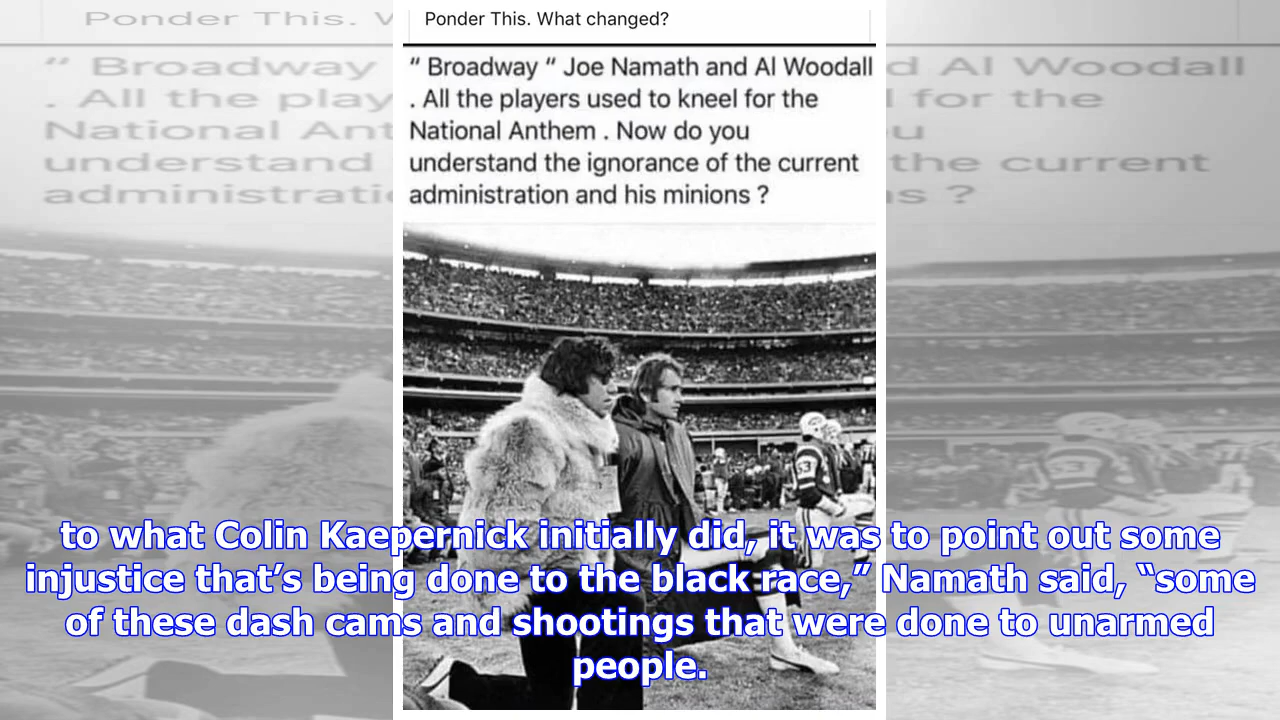 Ponder This. What changed?
“ Broadway “ Joe Namath and Al Woodall
. All the players used to kneel for the
National Anthem . Now do you
understand the ignorance of the current
administration and his minions ?
53
to what Colin Kaepernick initially did, it was to point out some
injustice that’s being done to the black race,” Namath said, “some
of these dash cams and shootings that were done to unarmed
people.